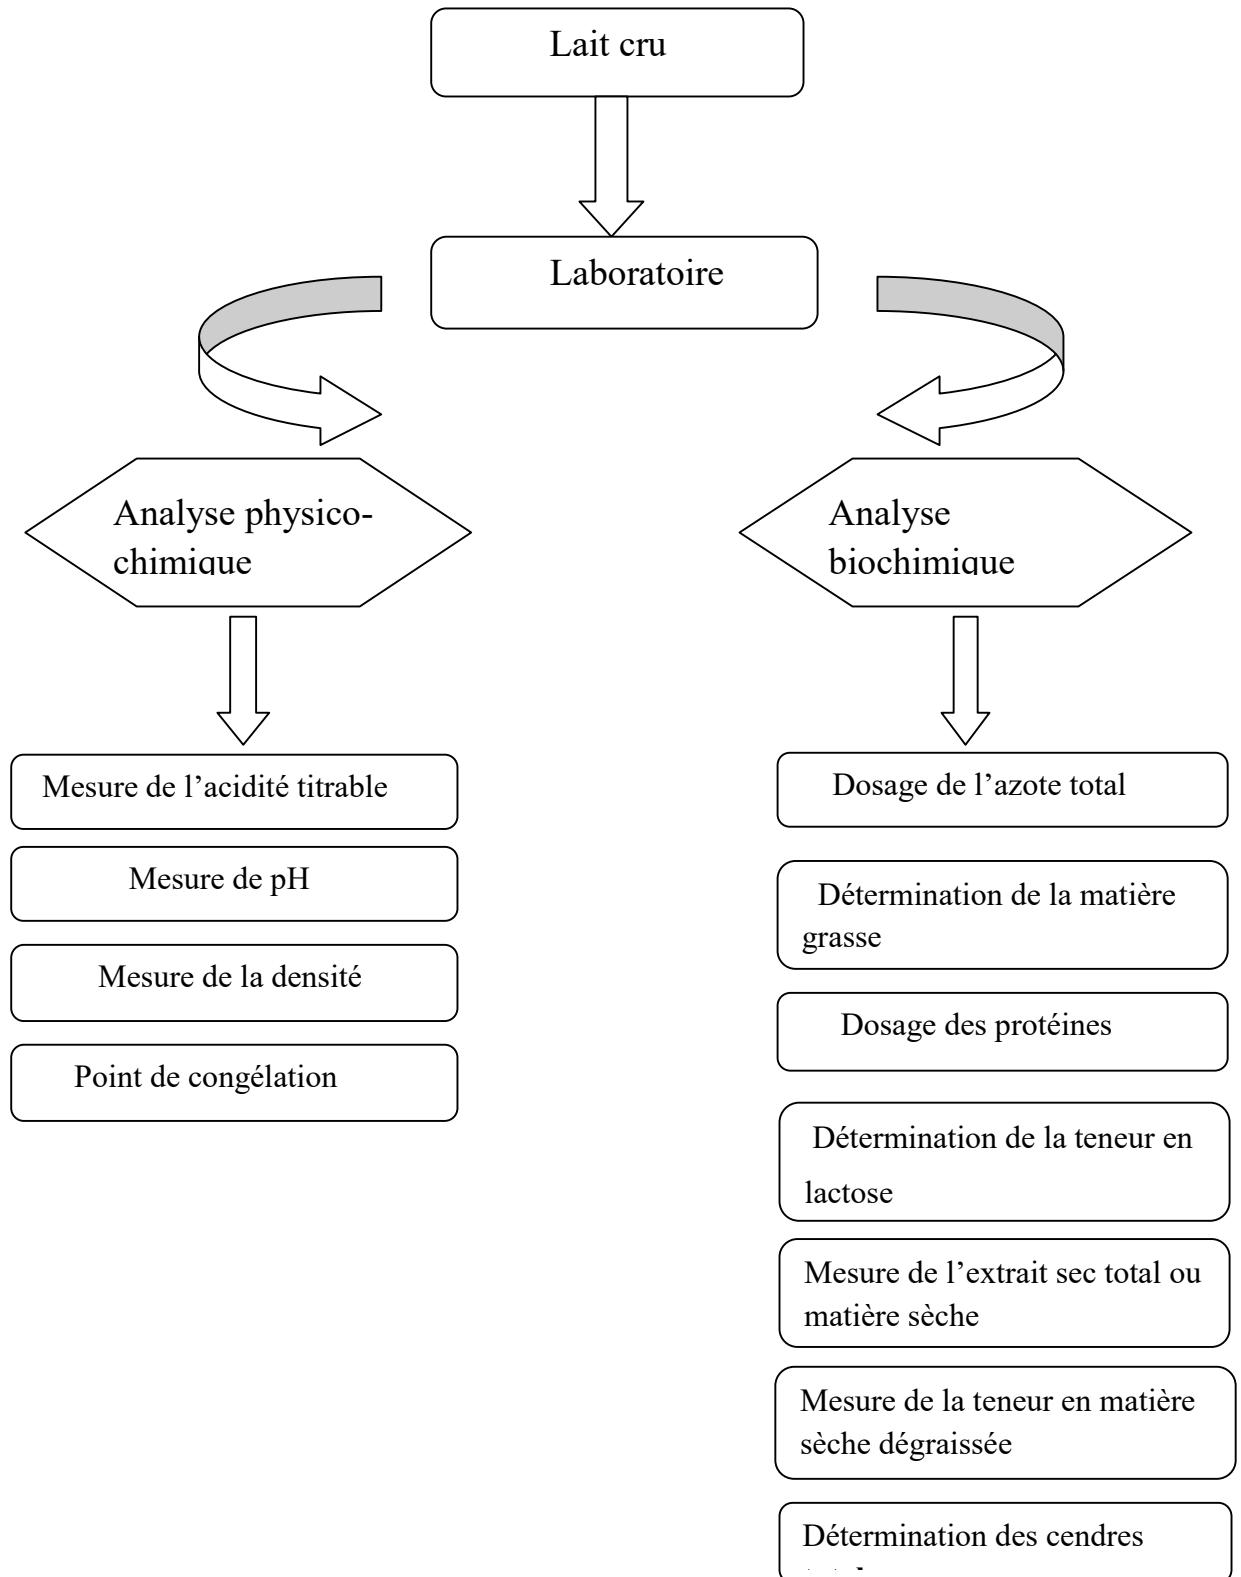 Lait cru
Laboratoire
Analyse physico-
chimique
Analyse
biochimique
Mesure de l’acidité titrable
Mesure de pH
Mesure de la densité
Point de congélation
Dosage de l’azote total
Détermination de la matière
grasse
Dosage des protéines
Détermination de la teneur en
lactose
Mesure de l’extrait sec total ou
matière sèche
Mesure de la teneur en matière
sèche dégraissée
Détermination des cendres